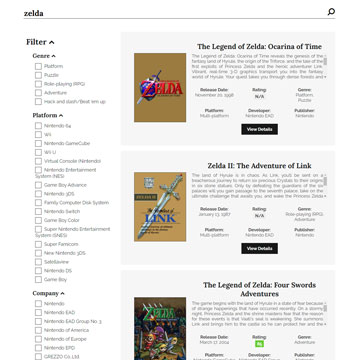 zelda
Filter
Genre
Platform
Puzzle
Role-playing (RPG)
Adventure
Hack and slash/Beat 'em up
Platform
Nintendo 64
Wii
Nintendo GameCube
Wii U
Virtual Console (Nintendo)
Nintendo Entertainment
System (NES)
Game Boy Advance
Nintendo 3DS
Family Computer Disk System
Nintendo Switch
Game Boy Color
Super Nintendo Entertainment
System (SNES)
Super Famicom
New Nintendo 3DS
Satellaview
Nintendo DS
Game Boy
Company
Nintendo
Nintendo EAD
Nintendo EAD Group No. 3
Nintendo of America
Nintendo of Europe
Nintendo EPD
GREZZO Co.,Ltd
The Legend of Zelda: Ocarina of Time
The Legend of Zelda: Ocarina of Time reveals the genesis of the
fantasy land of Hyrule, the origin of the Triforce, and the tale of the
first exploits of Princess Zelda and the heroic adventurer Link.
Vibrant, real-time 3-D graphics transport you into the fantasy
world of Hyrule. Your quest takes you through dense forests and
Release Date:
November 20, 1998
Rating:
N/A
Genre:
Platform,
Puzzle
Platform:
Multi-platform
Developer:
Nintendo EAD
Publisher:
Nintendo
View Details
ZELDA
Zelda II: The Adventure of Link
The land of Hyrule is in chaos. As Link, you'll be sent on a
treacherous journey to return six precious Crystals to their origins
in six stone statues. Only by defeating the guardians of the six
palaces will you gain passage to the seventh palace, take on the
ultimate challenge that awaits you, and wake the Princess Zelda
Release Date:
January 13, 1987
Rating:
N/A
Genre:
Role-playing (RPG),
Adventure
Platform:
Multi-platform
Developer:
Nintendo EAD
Publisher:
Nintendo
View Details
ZELDA II
The Adventure of
LINK
The Legend of Zelda: Four Swords
Adventures
The game begins with the land of Hyrule in a state of fear because
of strange happenings that have occurred recently. On a stormy
night, Princess Zelda and the shrine maidens fear that the reason
for these events is that Vaati's seal is weakening. She summons
Link and brings him to the castle so he can protect her and the
Release Date:
March 17, 2004
Rating:
Genre:
Adventure
Platform:
Developer:
Publisher:
ZELDA